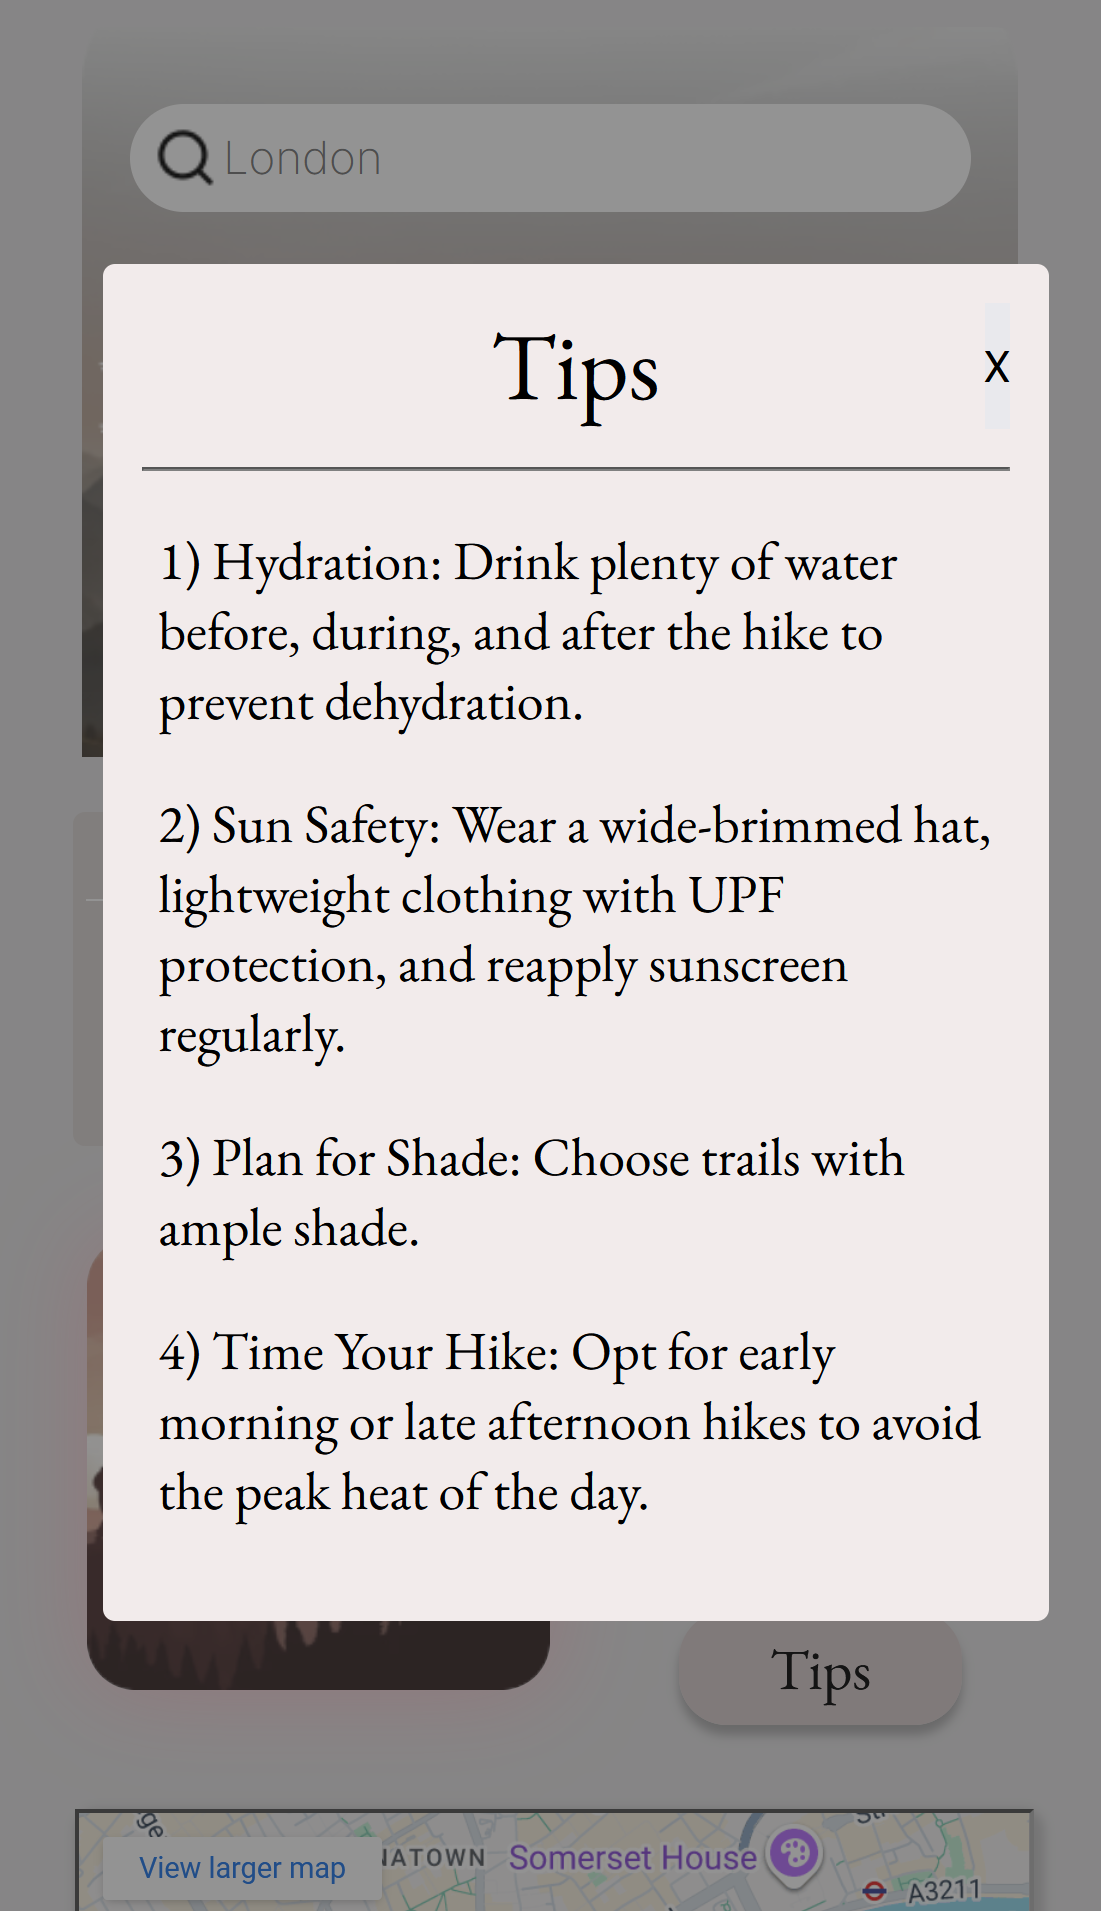 London
Tips
X
1) Hydration: Drink plenty of water
before, during, and after the hike to
prevent dehydration.
2) Sun Safety: Wear a wide-brimmed hat,
lightweight clothing with UPF
protection, and reapply sunscreen
regularly.
3) Plan for Shade: Choose trails with
ample shade.
4) Time Your Hike: Opt for early
morning or late afternoon hikes to avoid
the peak heat of the day.
Tips
View larger map
NATOWN
Somerset House
A3211